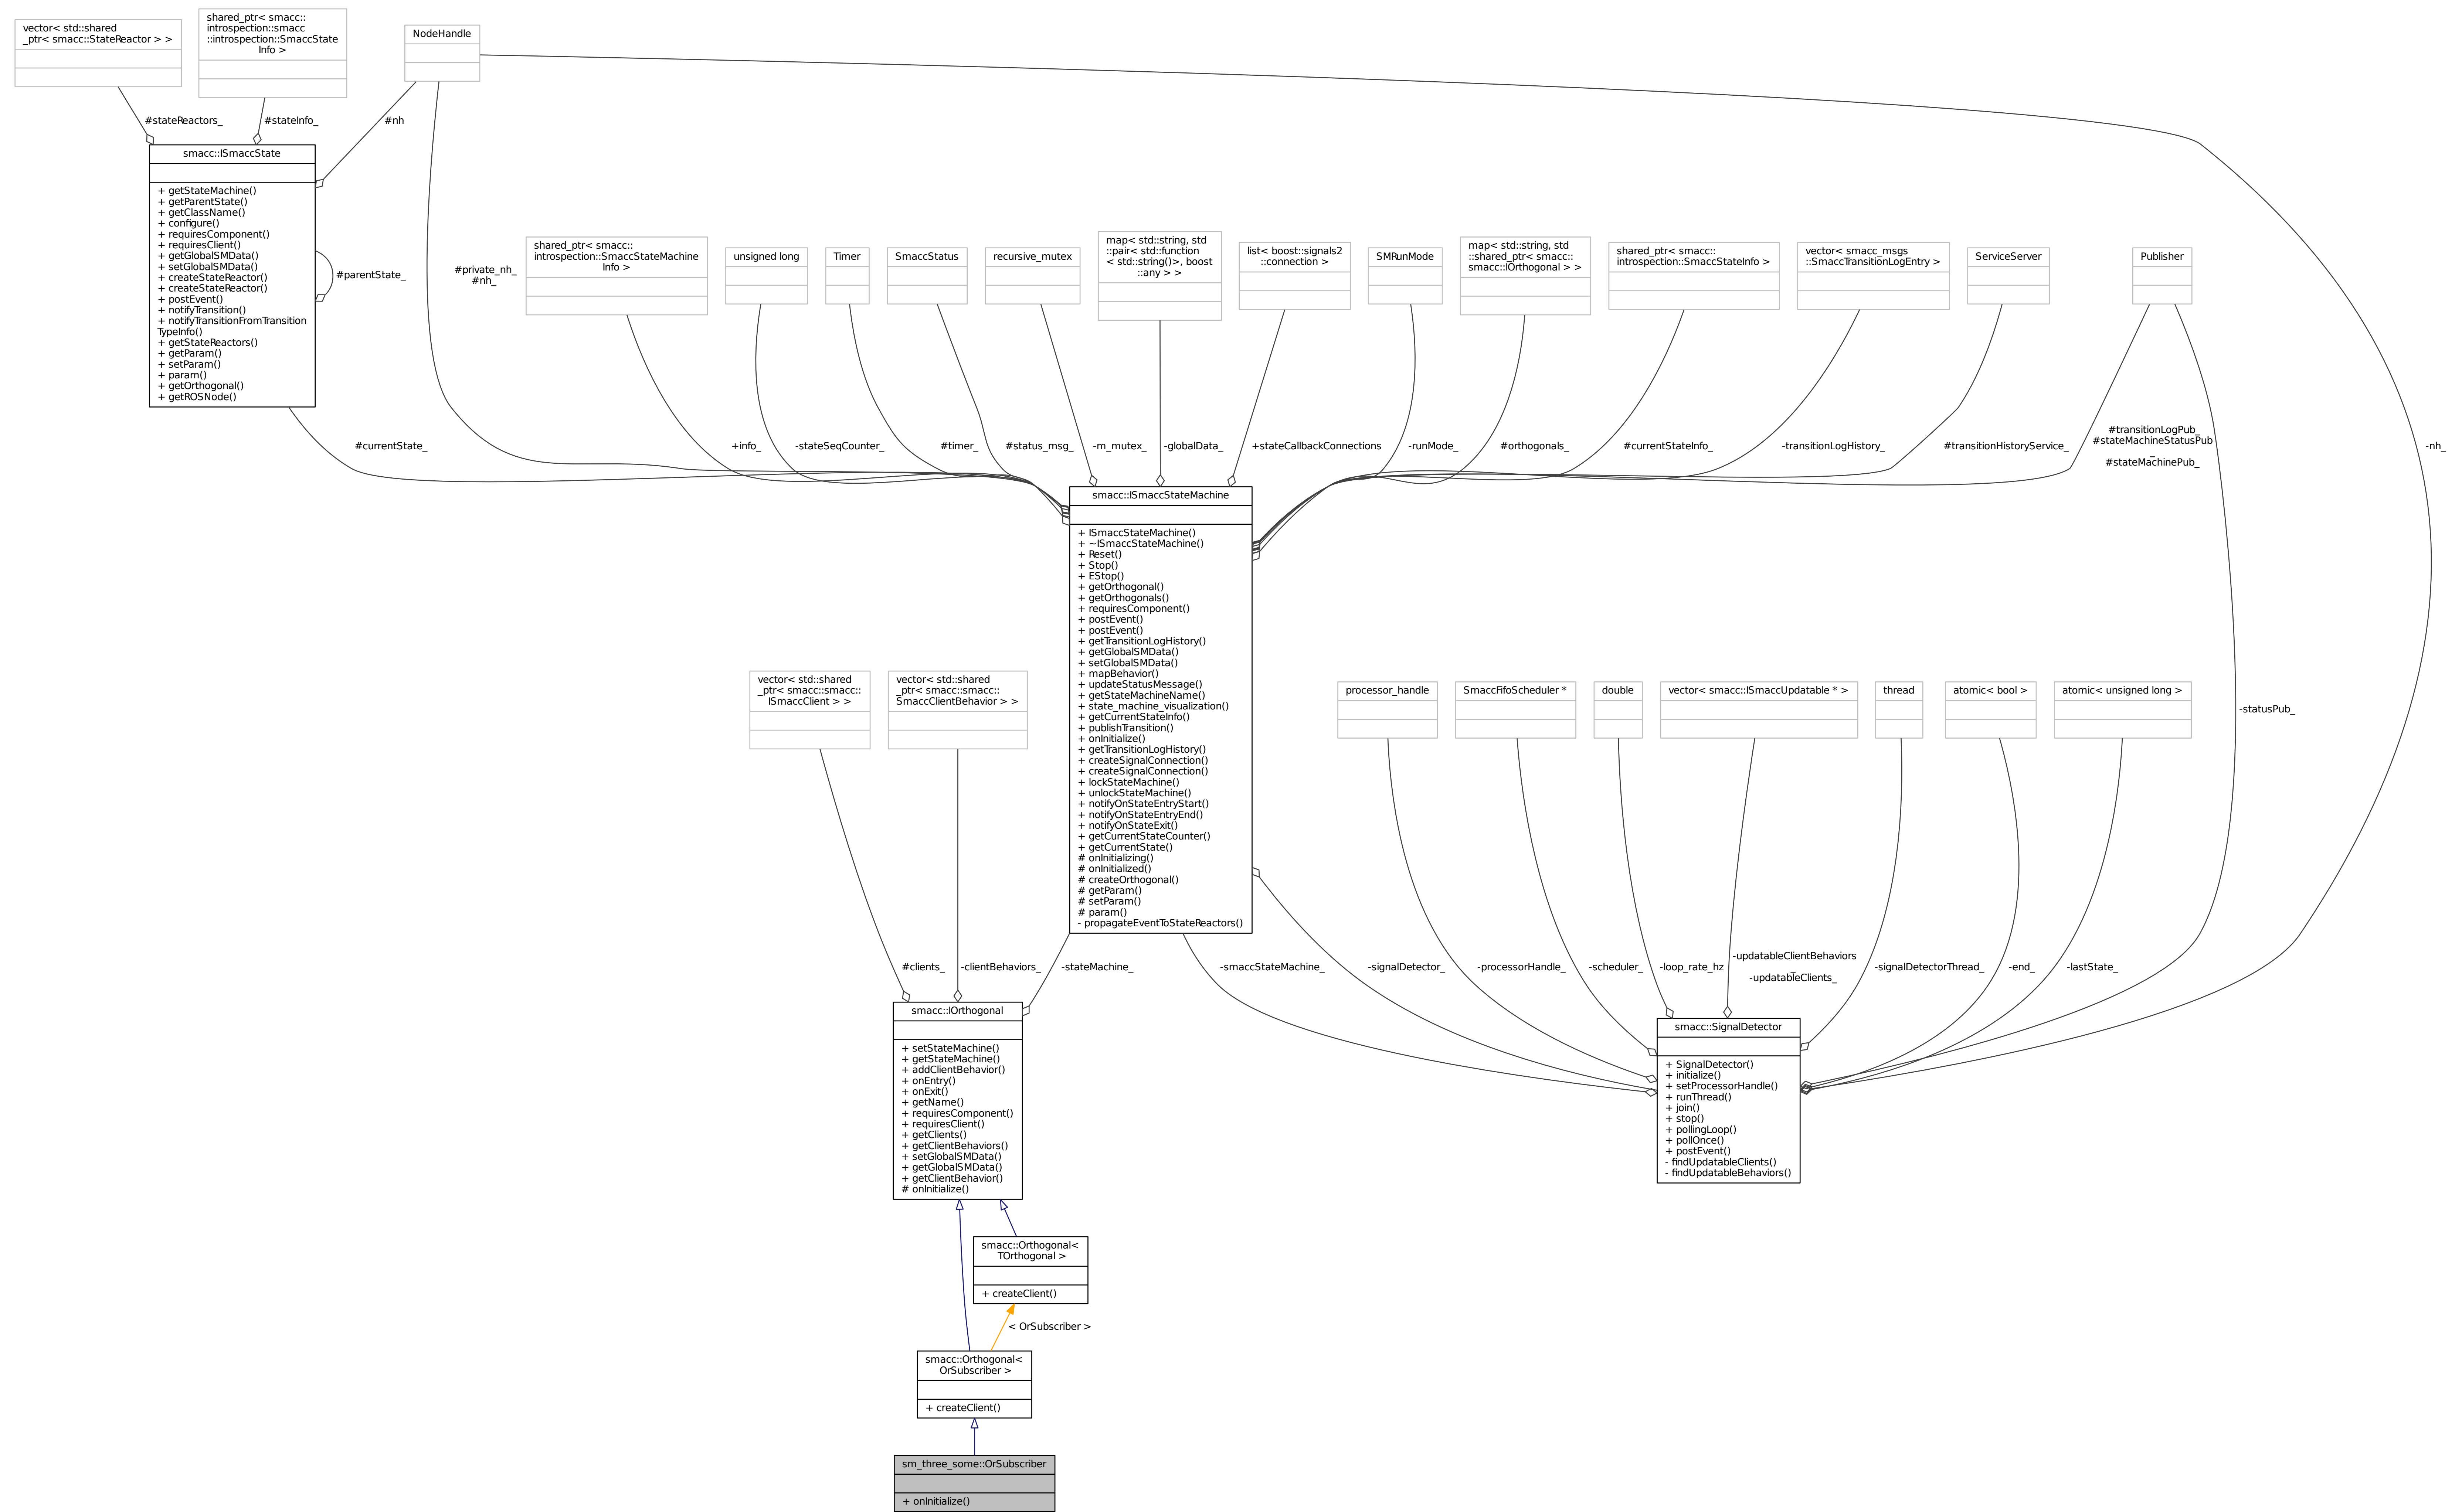 vector< std::shared
_ptr< smacc::StateReactor > >
shared_ptr< smacc::
introspection::smacc
::introspection::SmaccState
Info >
NodeHandle
#stateReactors_
#stateInfo_
#nh
smacc::ISmaccState
+ getStateMachine()
+ getParentState()
+ getClassName()
+ configure()
+ requiresComponent()
+ requiresClient()
+ getGlobalSMData()
+ setGlobalSMData()
+ createStateReactor()
+ createStateReactor()
+ postEvent()
+ notifyTransition()
+ notifyTransitionFromTransition
TypeInfo()
+ getStateReactors()
+ getParam()
+ setParam()
+ param()
+ getOrthogonal()
+ getROSNode()
#parentState_
#private_nh_
#nh_
shared_ptr< smacc::
introspection::SmaccStateMachine
Info >
unsigned long
Timer
SmaccStatus
recursive_mutex
map< std::string, std
::pair< std::function
< std::string()>, boost
::any > >
list< boost::signals2
::connection >
SMRunMode
map< std::string, std
::shared_ptr< smacc::
smacc::IOrthogonal > >
shared_ptr< smacc::
introspection::SmaccStateInfo >
vector< smacc_msgs
::SmaccTransitionLogEntry >
ServiceServer
Publisher
#currentState_
+info_
-stateSeqCounter_
#timer_
#status_msg_
-m_mutex_
-globalData_
+stateCallbackConnections
-runMode_
#orthogonals_
#currentStateInfo_
-transitionLogHistory_
#transitionHistoryService_
#transitionLogPub_
#stateMachineStatusPub
_
#stateMachinePub_
-nh_
smacc::ISmaccStateMachine
+ ISmaccStateMachine()
+ ~ISmaccStateMachine()
+ Reset()
+ Stop()
+ EStop()
+ getOrthogonal()
+ getOrthogonals()
+ requiresComponent()
+ postEvent()
+ postEvent()
+ getTransitionLogHistory()
+ getGlobalSMData()
+ setGlobalSMData()
+ mapBehavior()
+ updateStatusMessage()
+ getStateMachineName()
+ state_machine_visualization()
+ getCurrentStateInfo()
+ publishTransition()
+ onInitialize()
+ getTransitionLogHistory()
+ createSignalConnection()
+ createSignalConnection()
+ lockStateMachine()
+ unlockStateMachine()
+ notifyOnStateEntryStart()
+ notifyOnStateEntryEnd()
+ notifyOnStateExit()
+ getCurrentStateCounter()
+ getCurrentState()
# onInitializing()
# onInitialized()
# createOrthogonal()
# getParam()
# setParam()
# param()
- propagateEventToStateReactors()
vector< std::shared
_ptr< smacc::smacc::
ISmaccClient > >
vector< std::shared
_ptr< smacc::smacc::
SmaccClientBehavior > >
processor_handle
SmaccFifoScheduler *
double
vector< smacc::ISmaccUpdatable * >
thread
atomic< bool >
atomic< unsigned long >
-statusPub_
#clients_
-clientBehaviors_
-stateMachine_
-smaccStateMachine_
-signalDetector_
-processorHandle_
-scheduler_
-loop_rate_hz
-updatableClientBehaviors
_
-updatableClients_
-signalDetectorThread_
-end_
-lastState_
smacc::IOrthogonal
+ setStateMachine()
+ getStateMachine()
+ addClientBehavior()
+ onEntry()
+ onExit()
+ getName()
+ requiresComponent()
+ requiresClient()
+ getClients()
+ getClientBehaviors()
+ setGlobalSMData()
+ getGlobalSMData()
+ getClientBehavior()
# onInitialize()
smacc::SignalDetector
+ SignalDetector()
+ initialize()
+ setProcessorHandle()
+ runThread()
+ join()
+ stop()
+ pollingLoop()
+ pollOnce()
+ postEvent()
- findUpdatableClients()
- findUpdatableBehaviors()
smacc::Orthogonal<
TOrthogonal >
+ createClient()
< OrSubscriber >
smacc::Orthogonal<
OrSubscriber >
+ createClient()
sm_three_some::OrSubscriber
+ onInitialize()